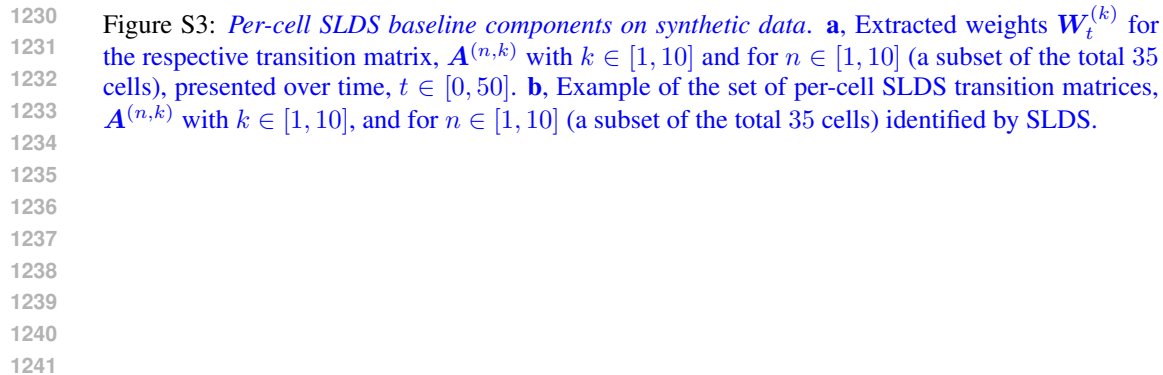 1230 Figure S3: Per-cell SLDS baseline components on synthetic data. a, Extracted weights W_t^{(k)} for
1231 the respective transition matrix, A^{(n,k)} with k ∈ [1, 10] and for n ∈ [1, 10] (a subset of the total 35
1232 cells), presented over time, t ∈ [0, 50]. b, Example of the set of per-cell SLDS transition matrices,
1233 A^{(n,k)} with k ∈ [1, 10], and for n ∈ [1, 10] (a subset of the total 35 cells) identified by SLDS.
1234
1235
1236
1237
1238
1239
1240
1241